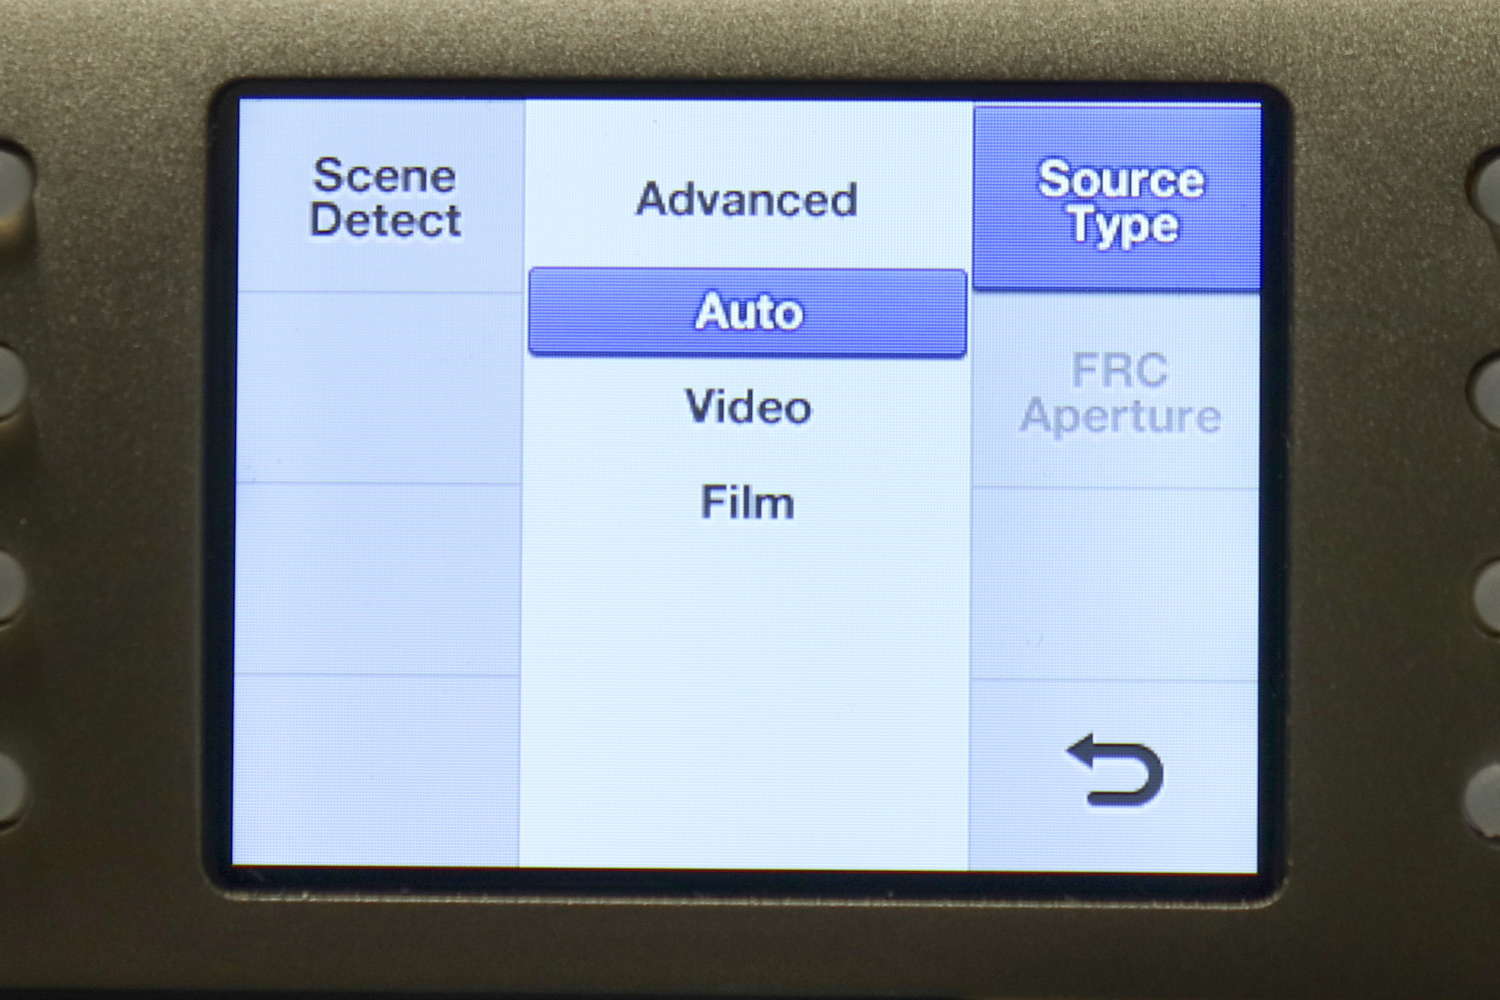 Scene
Detect
Advanced
Auto
Video
Film
Source
Type
FRC
Aperture